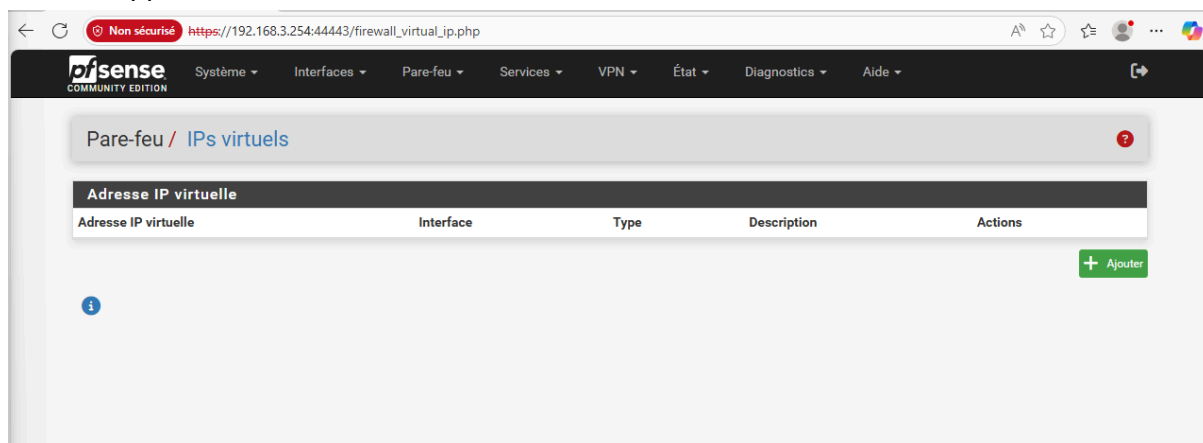 Non sécurisé https://192.168.3.254:44443/firewall_virtual_ip.php
pfsense Système Interfaces Pare-feu Services VPN État Diagnostics Aide
COMMUNITY EDITION
Pare-feu / IPs virtuels
Adresse IP virtuelle
Adresse IP virtuelle Interface Type Description Actions
+ Ajouter